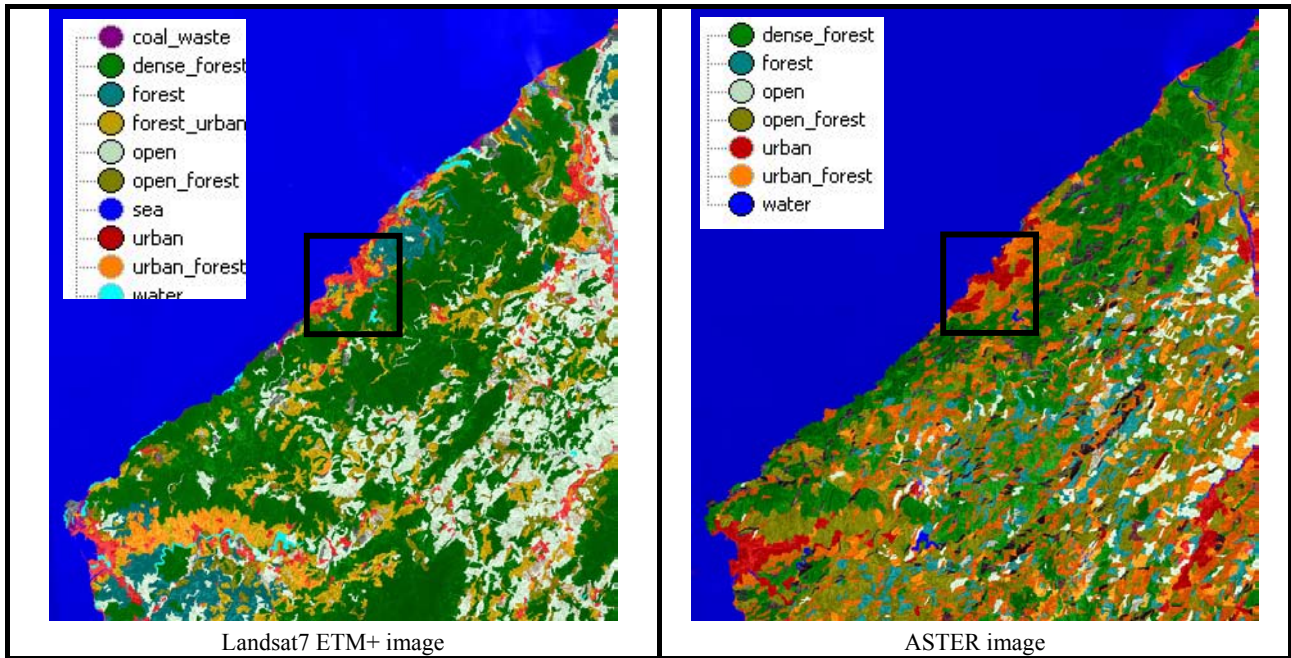 coal_waste
dense_forest
forest
forest_urban
open
open_forest
sea
urban
urban_forest
water
Landsat7 ETM+ image
dense_forest
forest
open
open_forest
urban
urban_forest
water
ASTER image